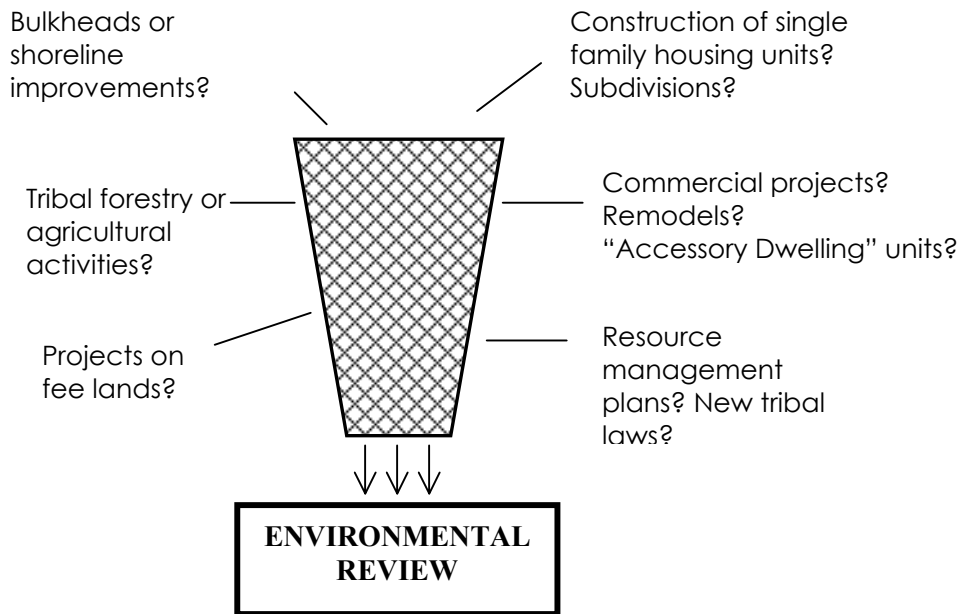 Bulkheads or
shoreline
improvements?
Construction of single
family housing units?
Subdivisions?
Tribal forestry or
agricultural
activities?
Commercial projects?
Remodels?
“Accessory Dwelling” units?
Projects on
fee lands?
Resource
management
plans? New tribal
laws?
ENVIRONMENTAL
REVIEW